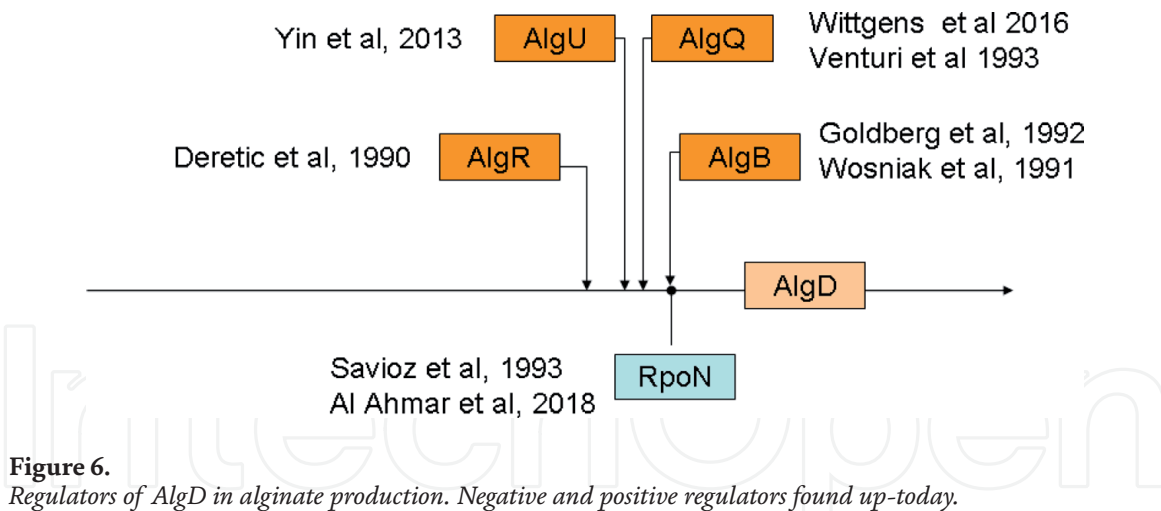 Yin et al, 2013
AlgU
AlgQ
Wittgens et al 2016
Venturi et al 1993
Deretic et al, 1990
AlgR
AlgB
Goldberg et al, 1992
Wosniak et al, 1991
AlgD
Savioz et al, 1993
Al Ahmar et al, 2018
RpoN
IntechOpen
Figure 6.
Regulators of AlgD in alginate production. Negative and positive regulators found up-today.